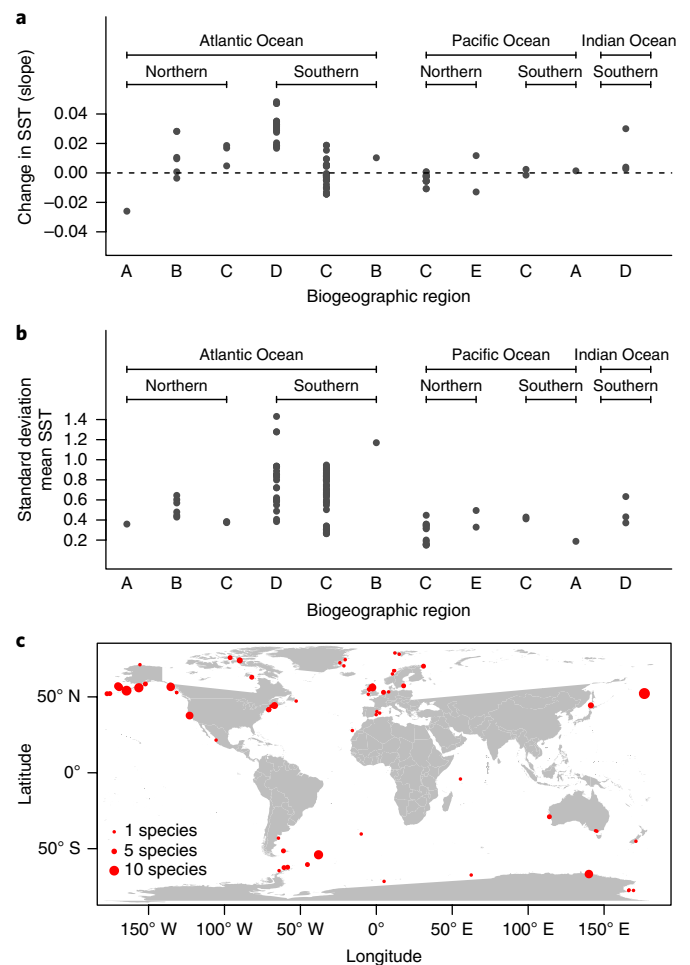 a
Atlantic Ocean Pacific Ocean Indian Ocean
Northern Southern Northern Southern Southern
Change in SST (slope)
0.04
0.02
0.00
−0.02
−0.04
A B C D C B C E C A D
Biogeographic region
b
Atlantic Ocean Pacific Ocean Indian Ocean
Northern Southern Northern Southern Southern
Standard deviation
mean SST
1.4
1.2
1.0
0.8
0.6
0.4
0.2
A B C D C B C E C A D
Biogeographic region
c
Latitude
50° N
0°
50° S
1 species
5 species
10 species
150° W 100° W 50° W 0° 50° E 100° E 150° E
Longitude